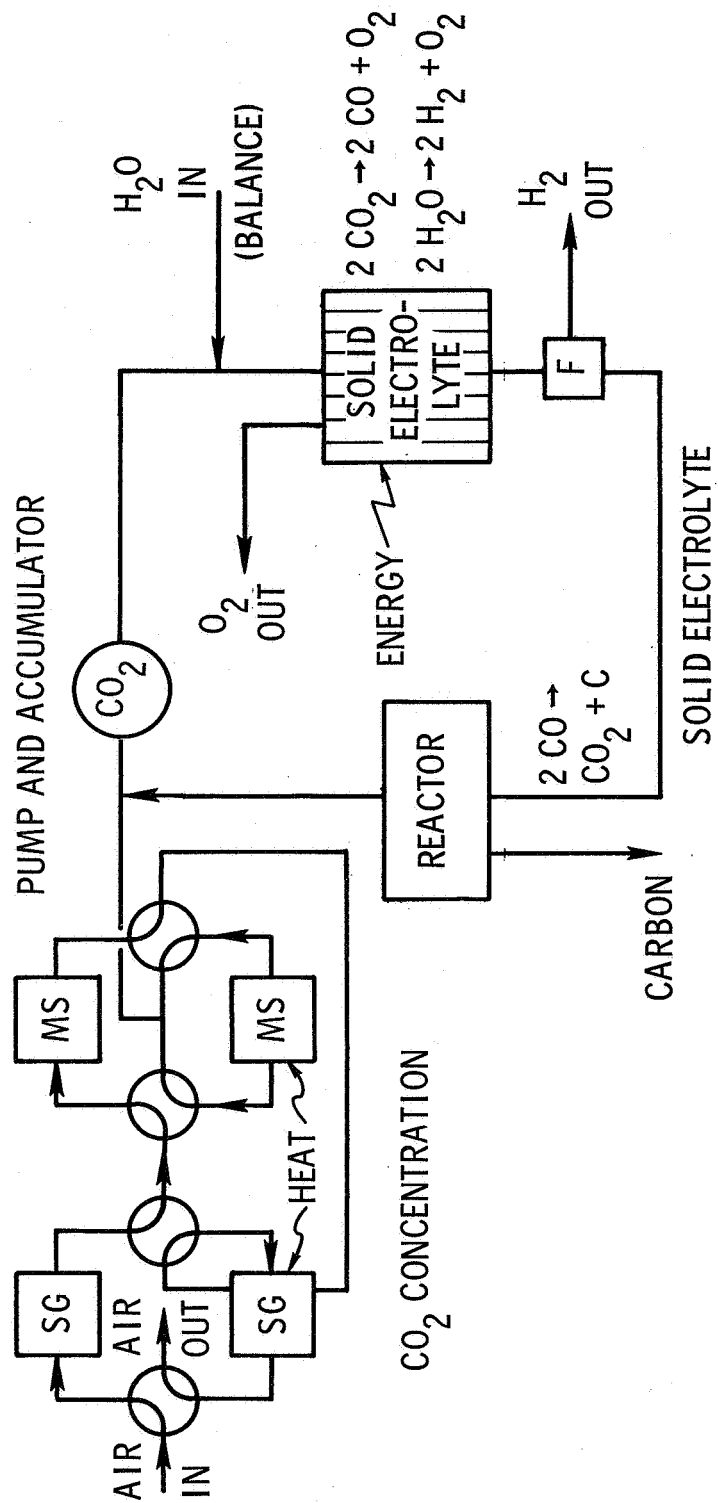 PUMP AND ACCUMULATOR
CO2
H2O
IN
(BALANCE)
MS
MS
SG
SG
AIR
IN
AIR
OUT
HEAT
CO2 CONCENTRATION
O2
OUT
ENERGY
SOLID
ELECTRO-
LYTE
2 CO2 → 2 CO + O2
2 H2O → 2 H2 + O2
REACTOR
2 CO →
CO2 + C
CARBON
F
H2
OUT
SOLID ELECTROLYTE